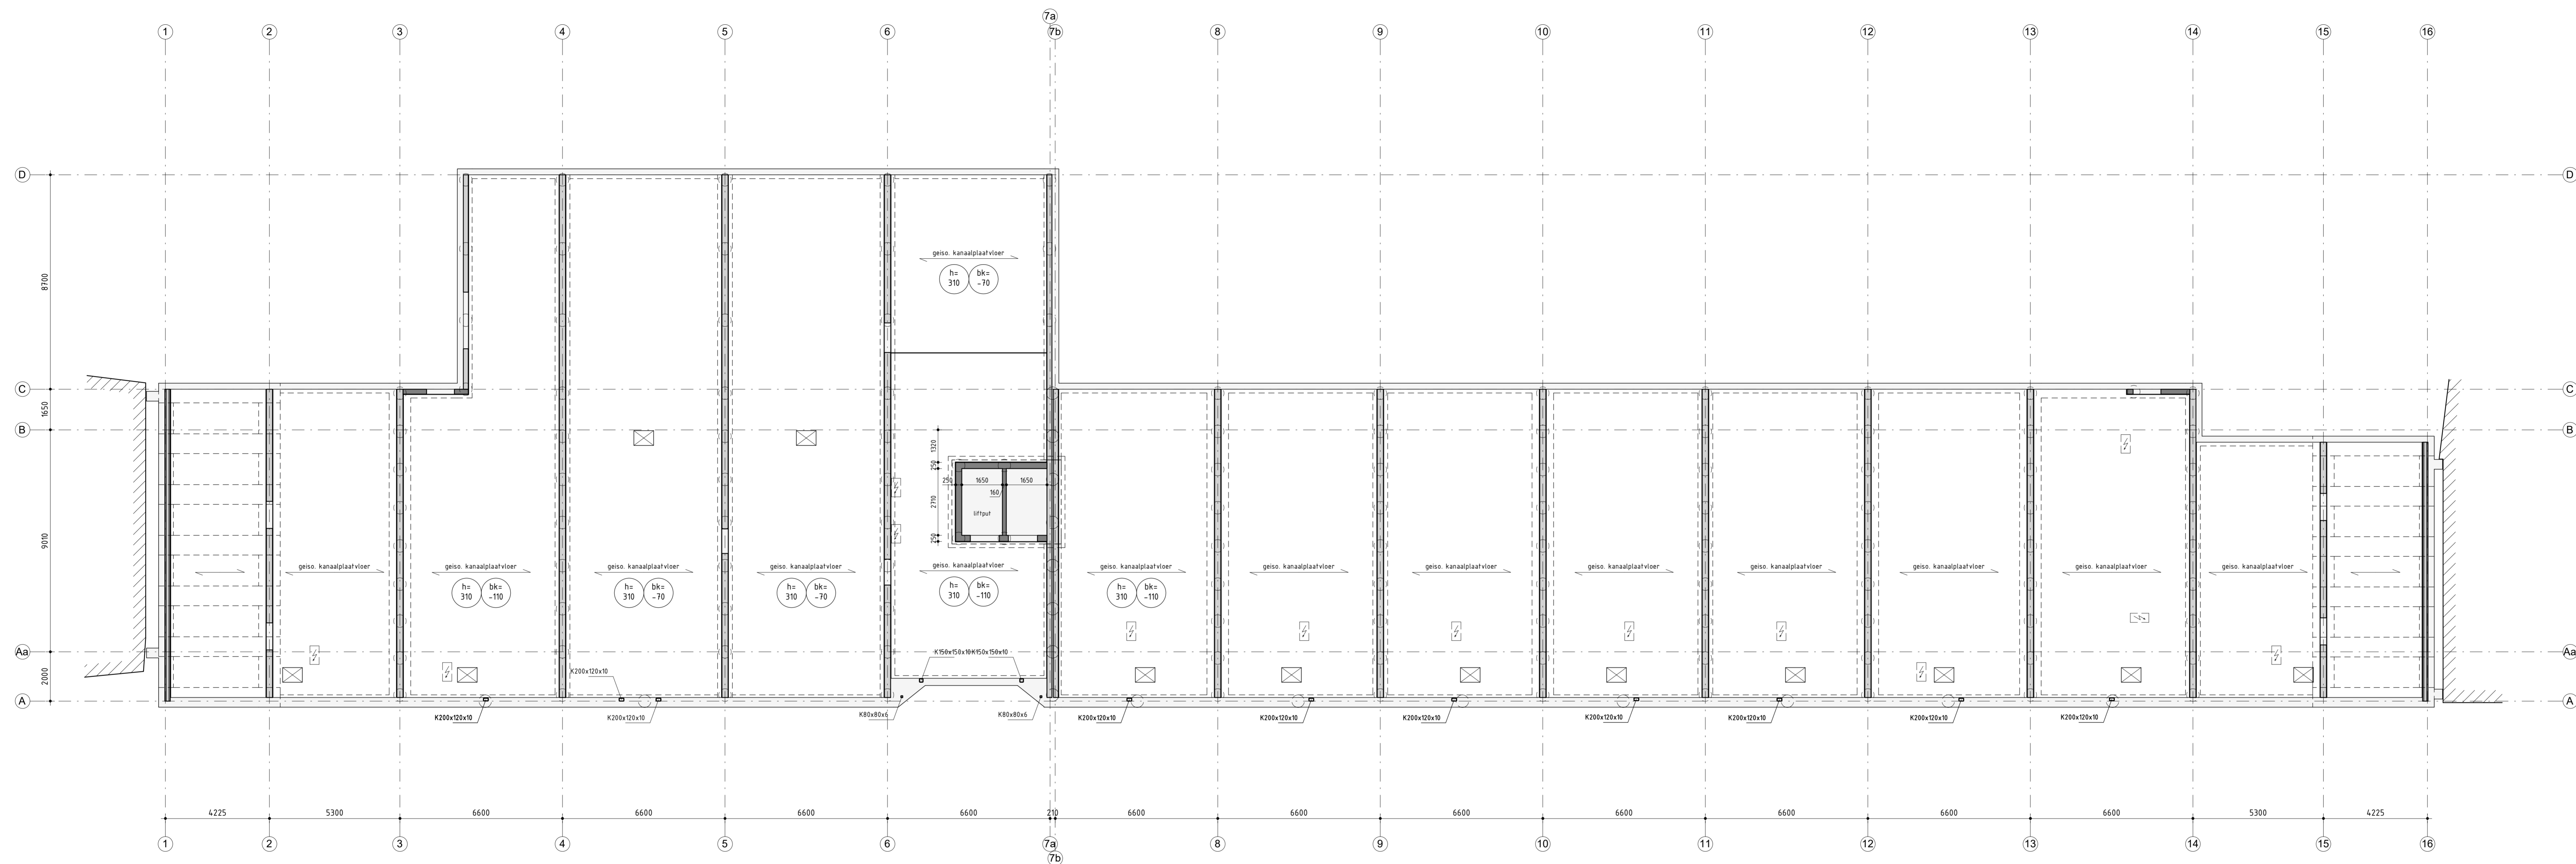 7a
1
2
3
4
5
6
7b
8
9
10
11
12
13
14
15
16
D
D
geiso. kanaalplaatvloer
h=
310
bk=
-70
8700
C
C
1650
B
B
1320
250
250
1650
1650
160
2710
liftput
250
9010
geiso. kanaalplaatvloer
geiso. kanaalplaatvloer
geiso. kanaalplaatvloer
geiso. kanaalplaatvloer
geiso. kanaalplaatvloer
geiso. kanaalplaatvloer
geiso. kanaalplaatvloer
geiso. kanaalplaatvloer
geiso. kanaalplaatvloer
geiso. kanaalplaatvloer
geiso. kanaalplaatvloer
geiso. kanaalplaatvloer
geiso. kanaalplaatvloer
h=
310
bk=
-110
h=
310
bk=
-70
h=
310
bk=
-70
h=
310
bk=
-110
h=
310
bk=
-110
Aa
Aa
K150x150x10
K150x150x10
2000
K200x120x10
A
A
K200x120x10
K200x120x10
K80x80x6
K80x80x6
K200x120x10
K200x120x10
K200x120x10
K200x120x10
K200x120x10
K200x120x10
K200x120x10
4225
5300
6600
6600
6600
6600
210
6600
6600
6600
6600
6600
6600
6600
5300
4225
1
2
3
4
5
6
7a
8
9
10
11
12
13
14
15
16
7b